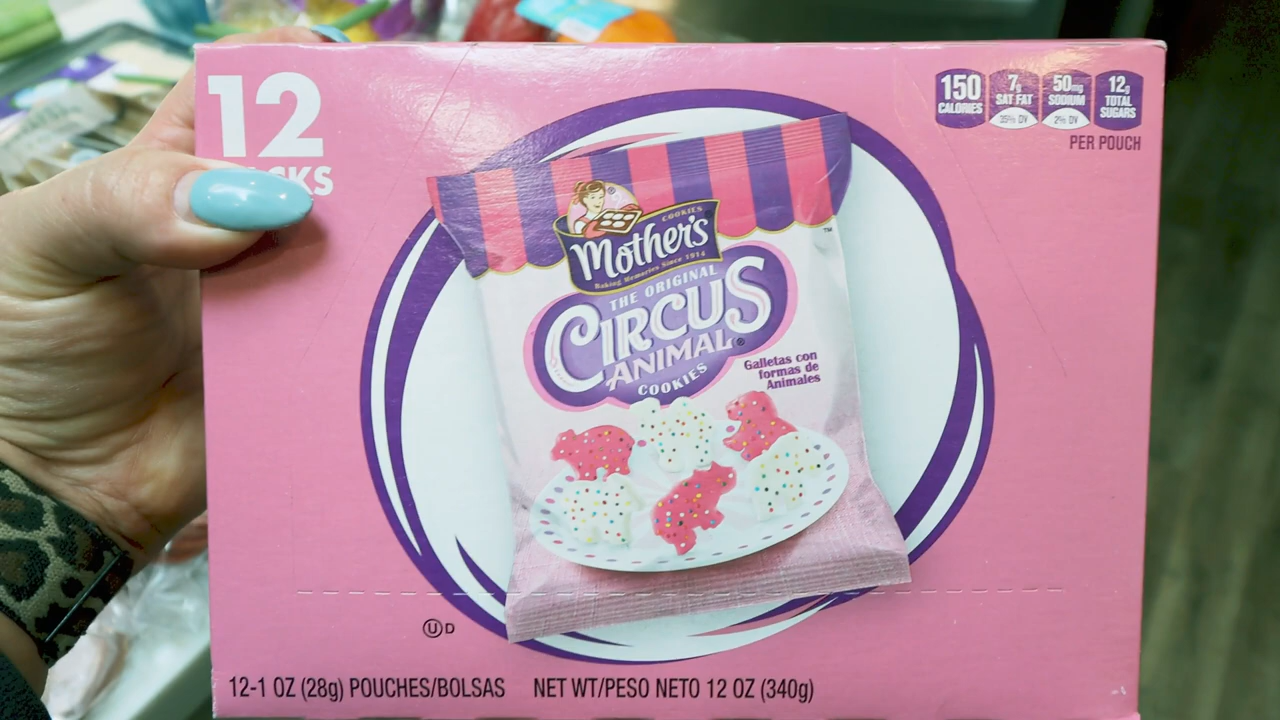 12
150
CALORIES
7g
SAT FAT
35% DV
50mg
SODIUM
2% DV
12g
TOTAL
SUGARS
PER POUCH
COOKIES
Mother's
Baking Memories Since 1914
THE ORIGINAL
CIRCUS
ANIMAL®
COOKIES
Galletas con
formas de
Animales
™
U D
12-1 OZ (28g) POUCHES/BOLSAS NET WT/PESO NETO 12 OZ (340g)